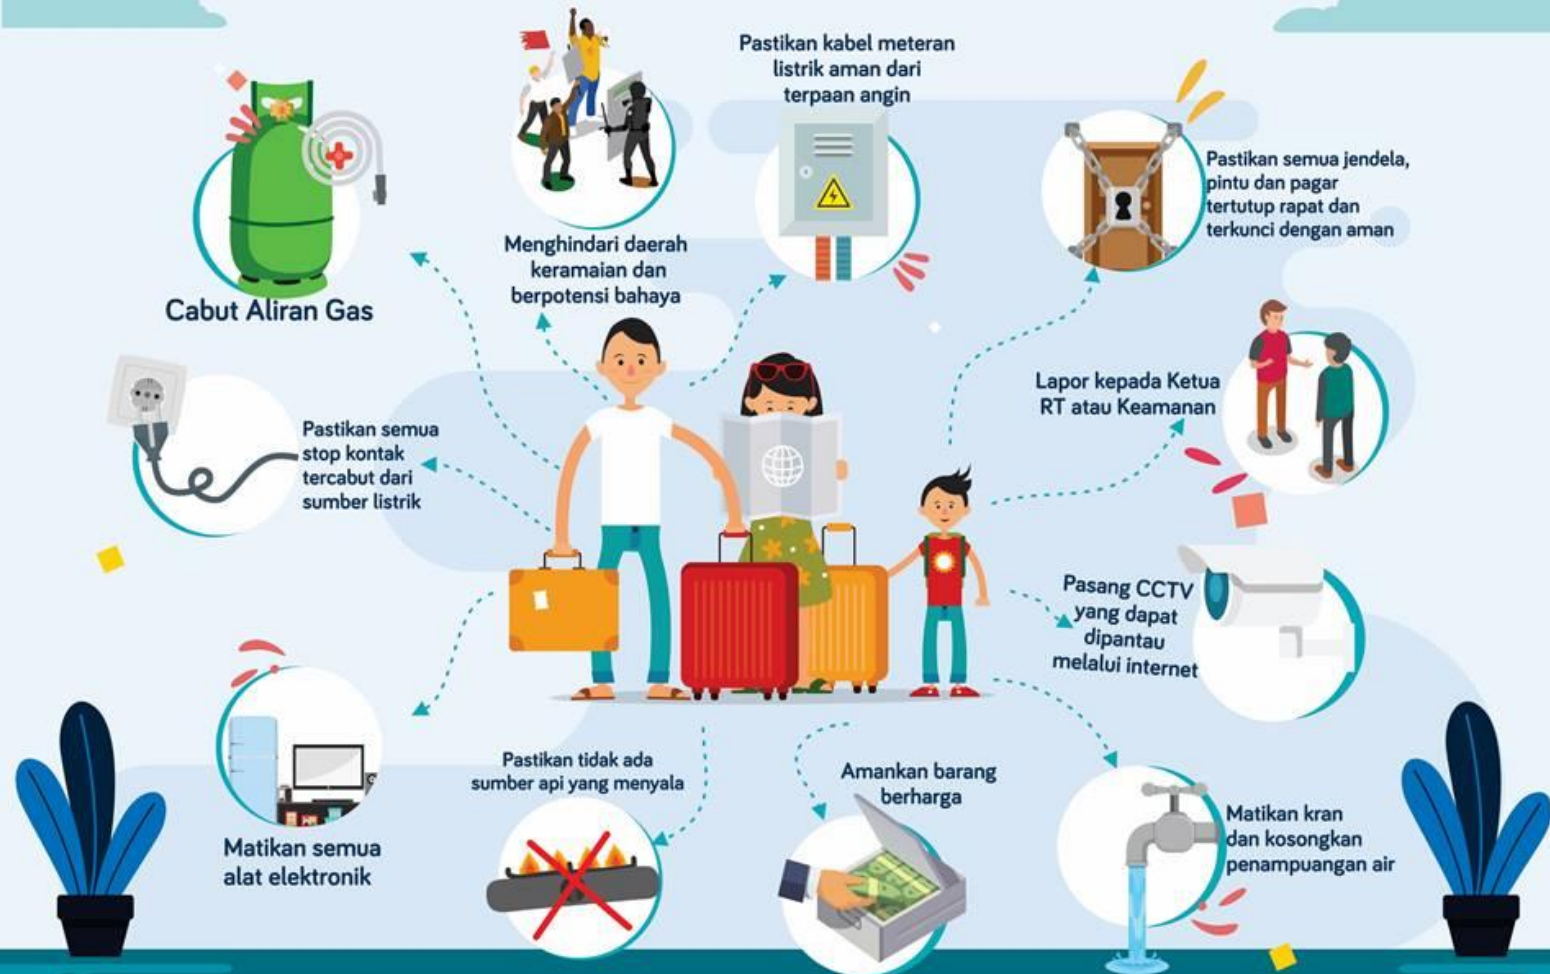 Pastikan kabel meteran
listrik aman dari
terpaan angin
Pastikan semua jendela,
pintu dan pagar
tertutup rapat dan
terkunci dengan aman
Menghindari daerah
keramaian dan
berpotensi bahaya
Cabut Aliran Gas
Lapor kepada Ketua
RT atau Keamanan
Pastikan semua
stop kontak
tercabut dari
sumber listrik
Pasang CCTV
yang dapat
dipantau
melalui internet
Pastikan tidak ada
sumber api yang menyala
Amankan barang
berharga
Matikan kran
dan kosongkan
penampuangan air
Matikan semua
alat elektronik